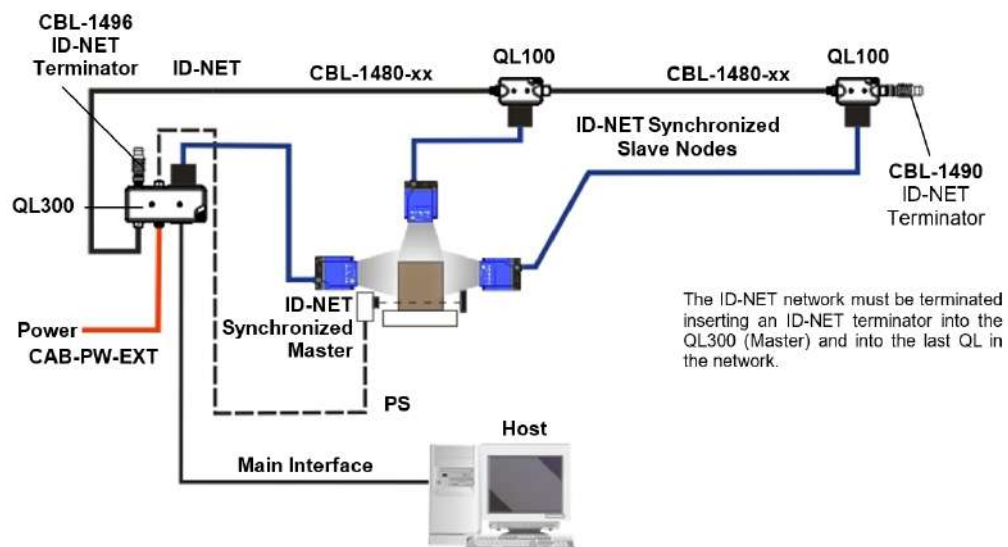 CBL-1496
ID-NET
Terminator
ID-NET
CBL-1480-xx
QL100
CBL-1480-xx
QL100
ID-NET Synchronized
Slave Nodes
CBL-1490
ID-NET
Terminator
QL300
ID-NET
Synchronized
Master
The ID-NET network must be terminated
inserting an ID-NET terminator into the
QL300 (Master) and into the last QL in
the network.
Power
CAB-PW-EXT
PS
Host
Main Interface